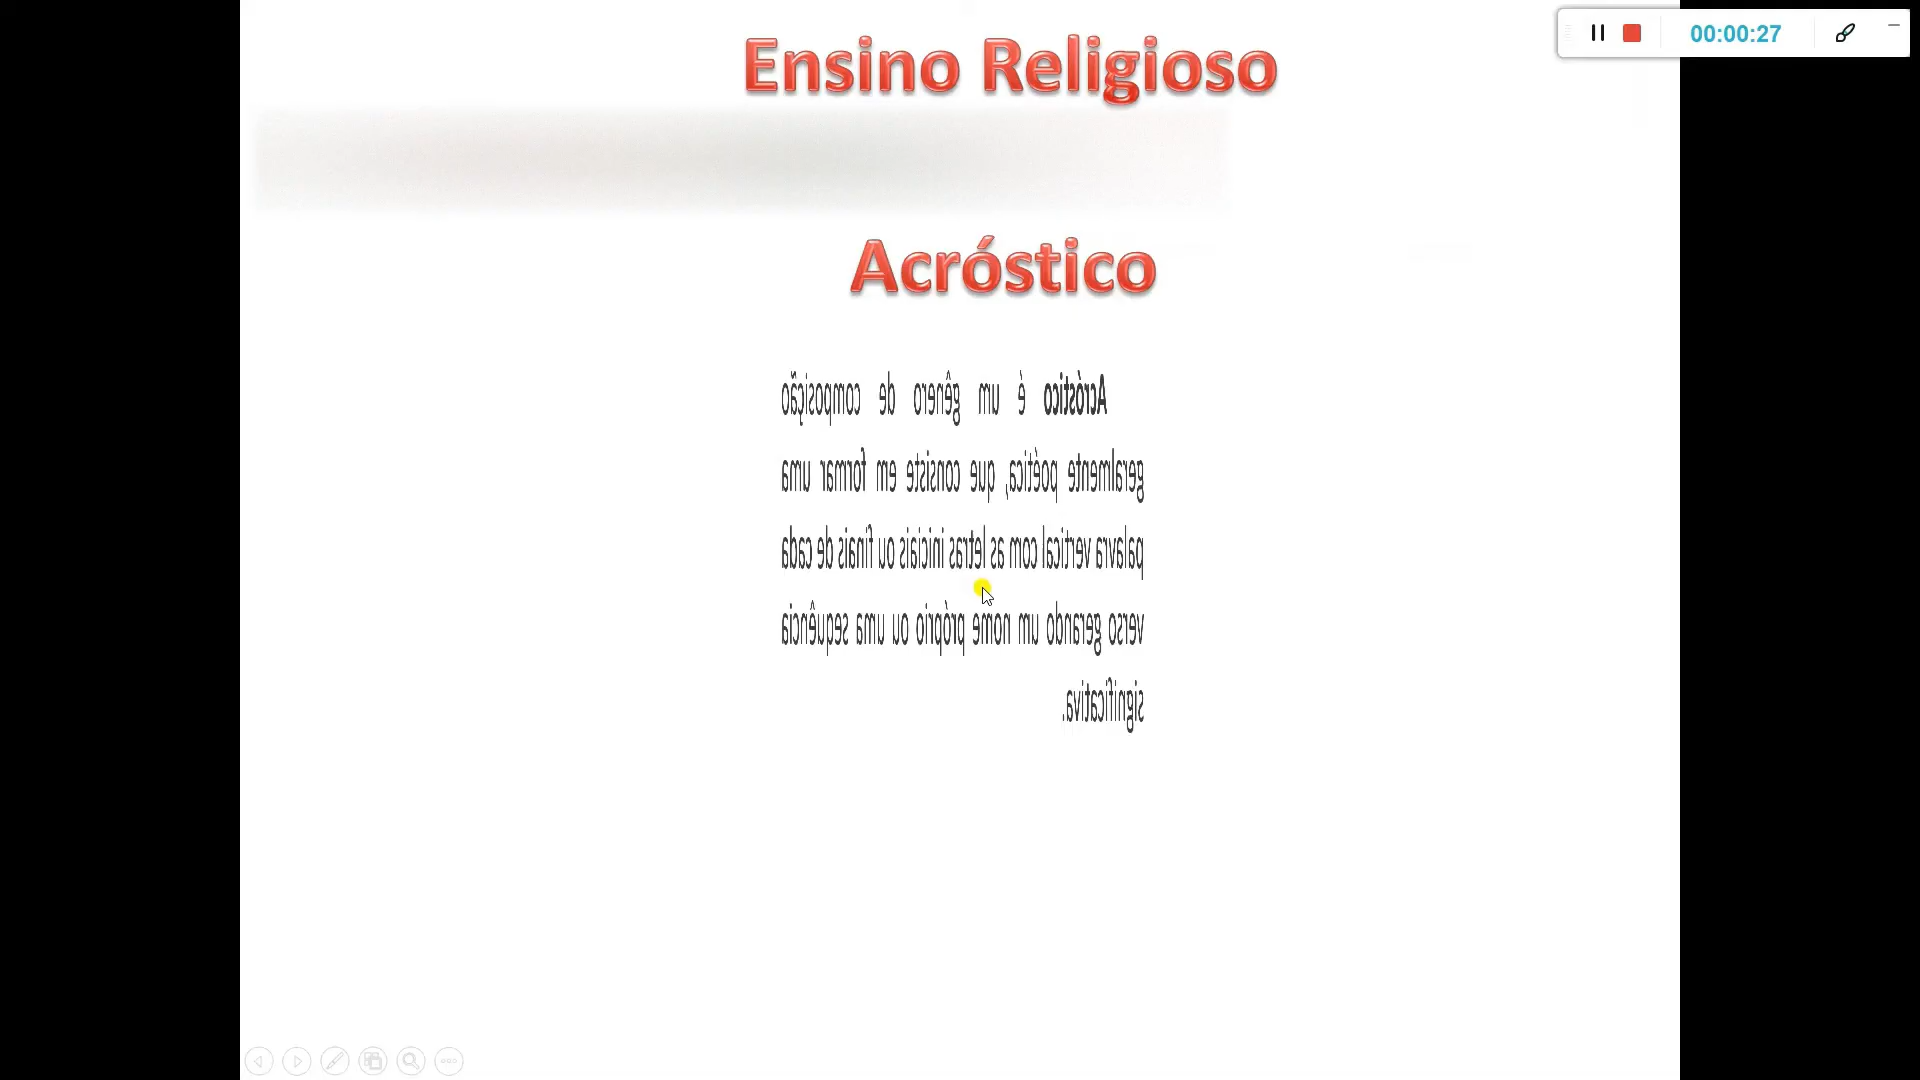 Ensino Religioso
00:00:27
Acróstico
Acróstico é um gênero de composição
geralmente poética, que consiste em formar uma
palavra vertical com as letras iniciais ou finais de cada
verso gerando um nome próprio ou uma sequência
significativa.